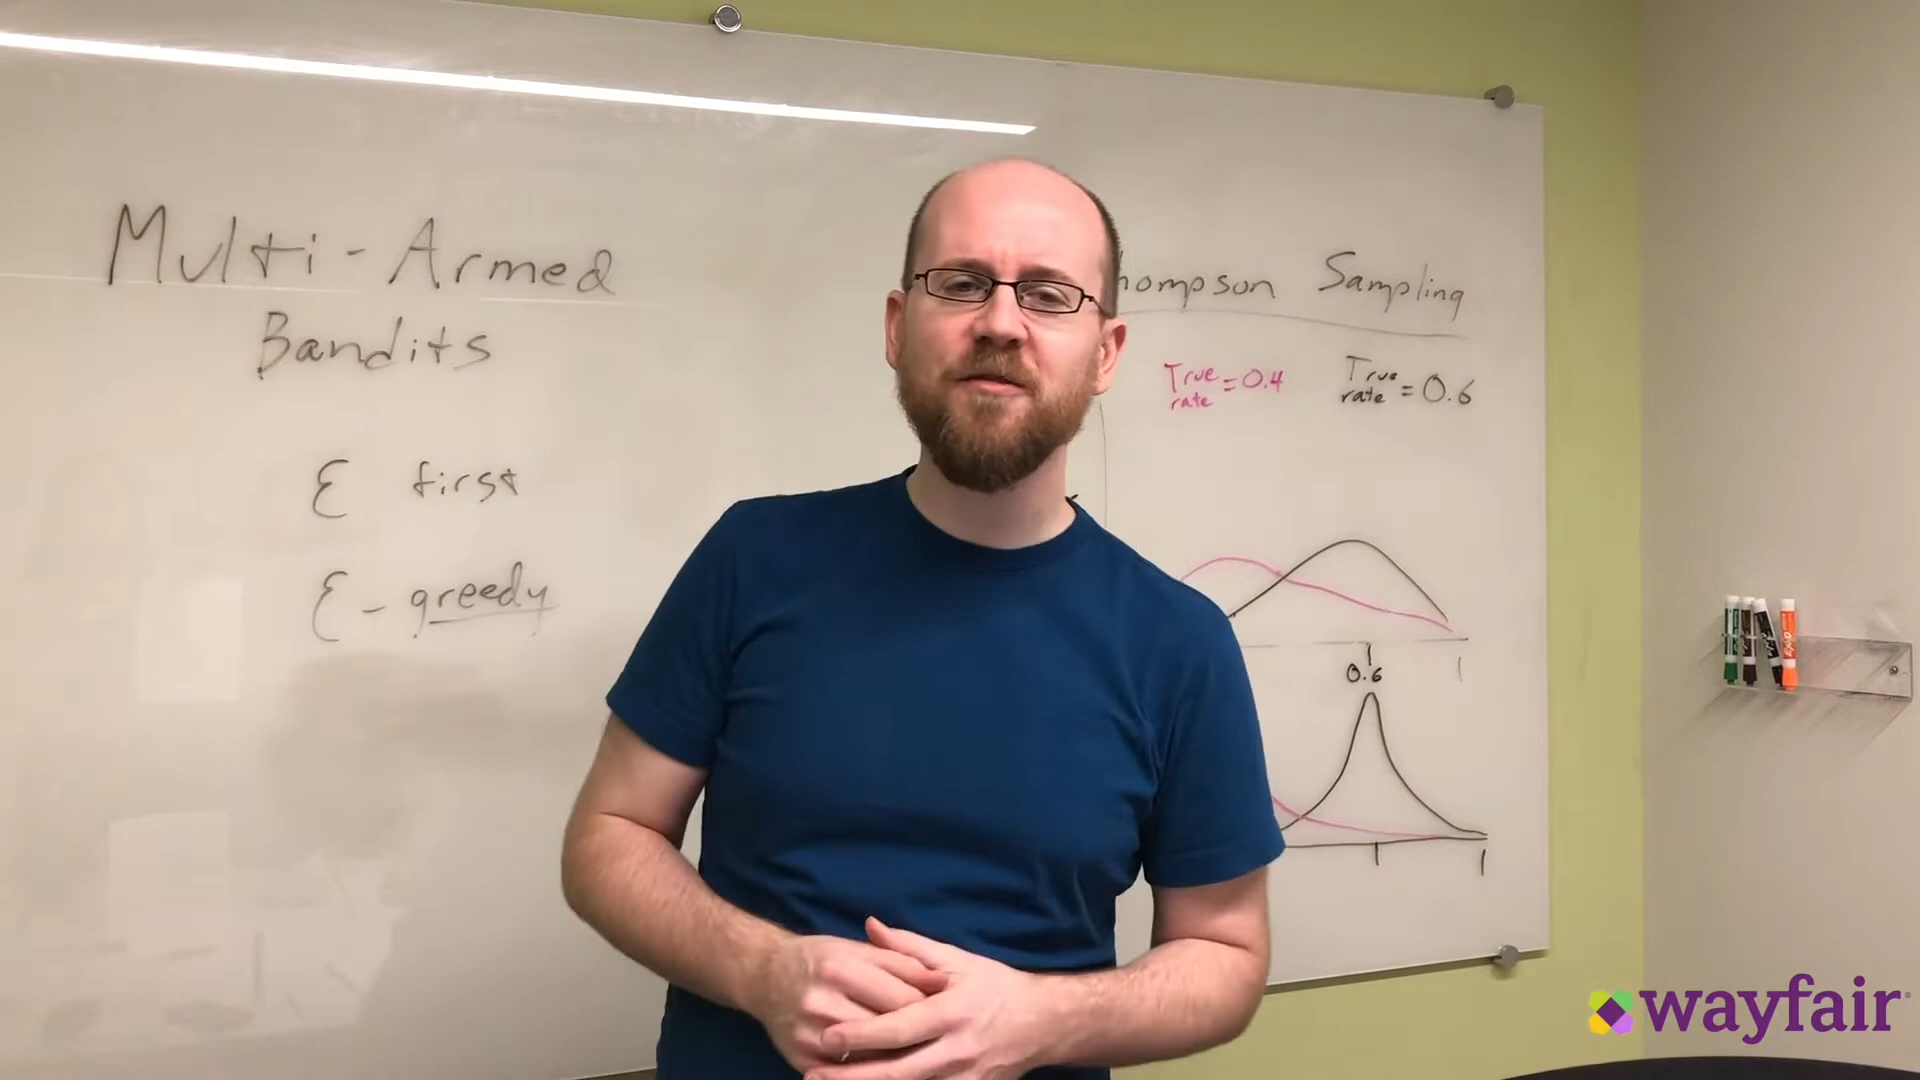 Multi-Armed
Bandits
ε first
ε-greedy
hompson Sampling
True rate = 0.4
True rate = 0.6
0.6
1
1
wayfair